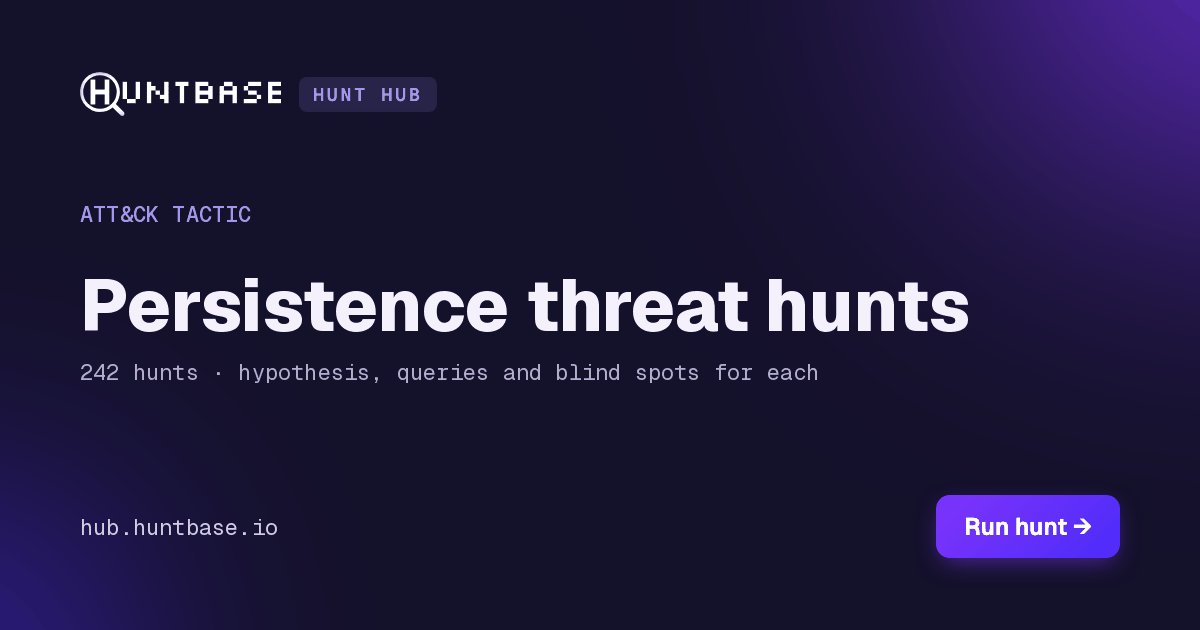 HUNTBASE HUNT HUB
ATT&CK TACTIC
Persistence threat hunts
242 hunts · hypothesis, queries and blind spots for each
hub.huntbase.io
Run hunt →